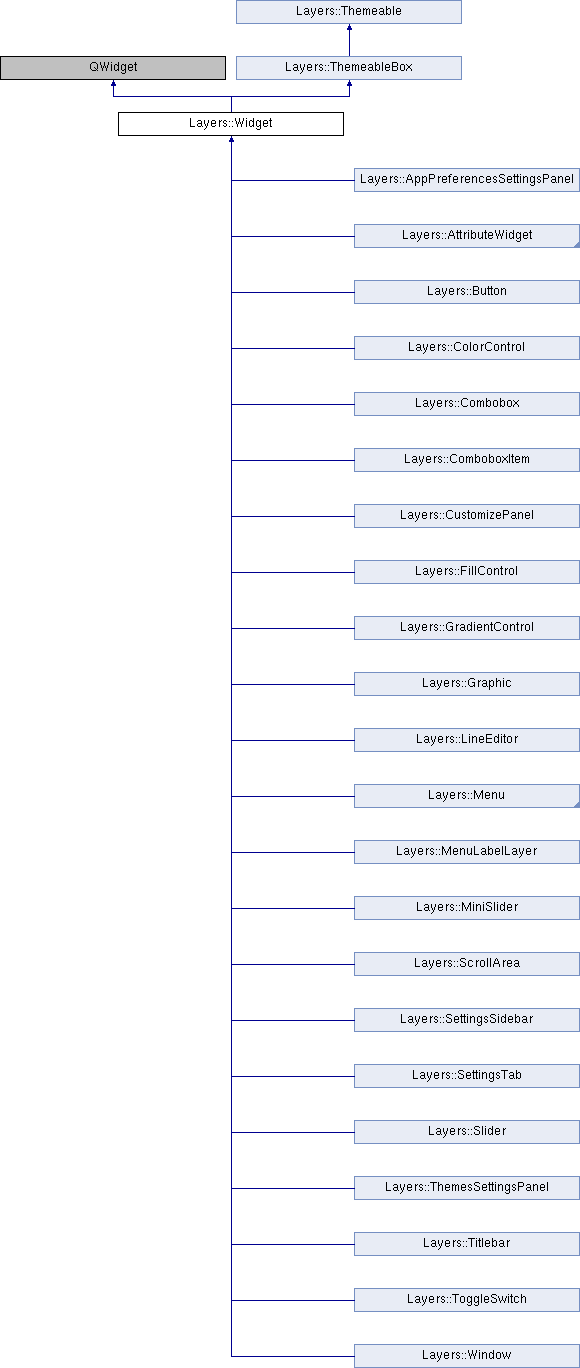 Layers::Themeable
QWidget
Layers::ThemeableBox
Layers::Widget
Layers::AppPreferencesSettingsPanel
Layers::AttributeWidget
Layers::Button
Layers::ColorControl
Layers::Combobox
Layers::ComboboxItem
Layers::CustomizePanel
Layers::FillControl
Layers::GradientControl
Layers::Graphic
Layers::LineEditor
Layers::Menu
Layers::MenuLabelLayer
Layers::MiniSlider
Layers::ScrollArea
Layers::SettingsSidebar
Layers::SettingsTab
Layers::Slider
Layers::ThemesSettingsPanel
Layers::Titlebar
Layers::ToggleSwitch
Layers::Window